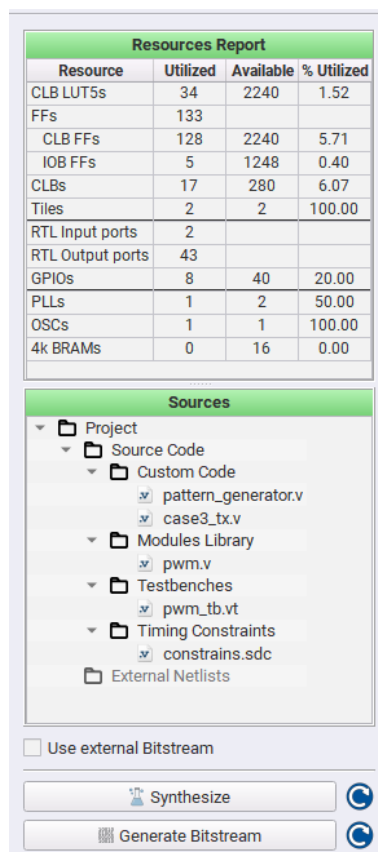 Resources Report
Resource Utilized Available % Utilized
CLB LUT5s 34 2240 1.52
FFs 133
CLB FFs 128 2240 5.71
IOB FFs 5 1248 0.40
CLBs 17 280 6.07
Tiles 2 2 100.00
RTL Input ports 2
RTL Output ports 43
GPIOs 8 40 20.00
PLLs 1 2 50.00
OSCs 1 1 100.00
4k BRAMs 0 16 0.00
Sources
Project
Source Code
Custom Code
pattern_generator.v
case3_tx.v
Modules Library
pwm.v
Testbenches
pwm_tb.vt
Timing Constraints
constrains.sdc
External Netlists
Use external Bitstream
Synthesize
Generate Bitstream